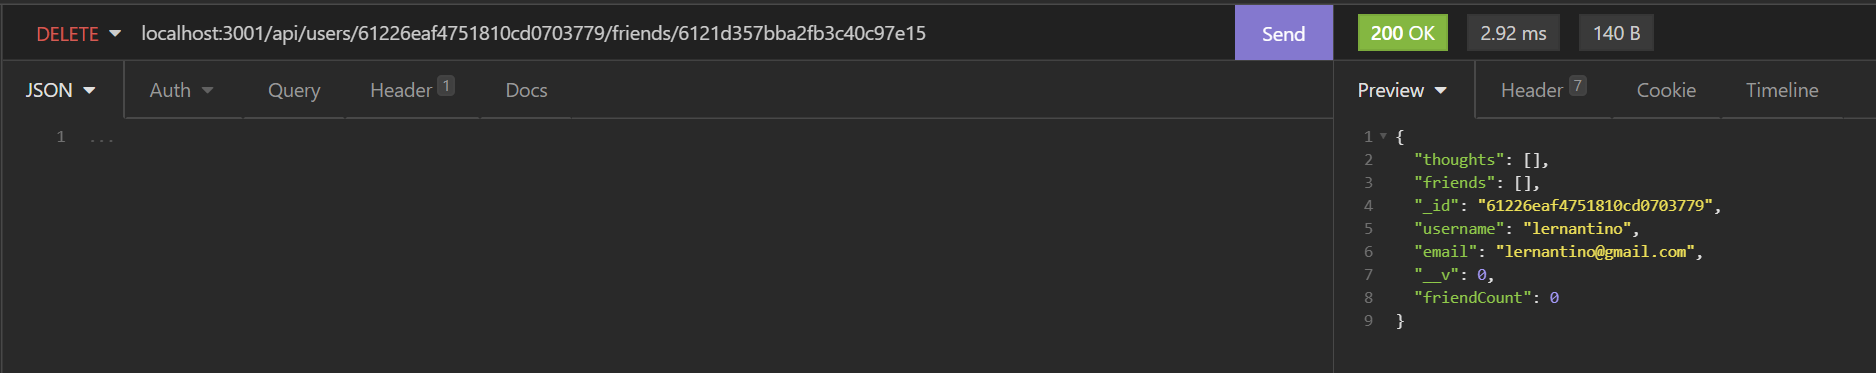 DELETE localhost:3001/api/users/61226eaf4751810cd0703779/friends/6121d357bba2fb3c40c97e15 Send 200 OK 2.92 ms 140 B
JSON Auth Query Header 1 Docs Preview Header 7 Cookie Timeline
1 ...
1 {
2 "thoughts": [],
3 "friends": [],
4 "_id": "61226eaf4751810cd0703779",
5 "username": "lernantino",
6 "email": "lernantino@gmail.com",
7 "__v": 0,
8 "friendCount": 0
9 }